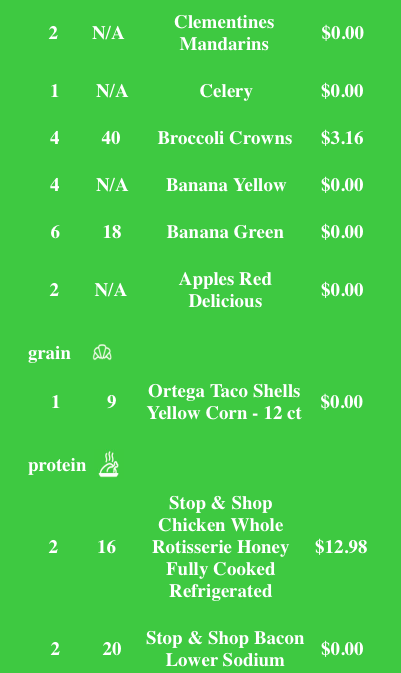 2 N/A Clementines Mandarins $0.00
1 N/A Celery $0.00
4 40 Broccoli Crowns $3.16
4 N/A Banana Yellow $0.00
6 18 Banana Green $0.00
2 N/A Apples Red Delicious $0.00
grain
1 9 Ortega Taco Shells Yellow Corn - 12 ct $0.00
protein
2 16 Stop & Shop Chicken Whole Rotisserie Honey Fully Cooked Refrigerated $12.98
2 20 Stop & Shop Bacon Lower Sodium $0.00